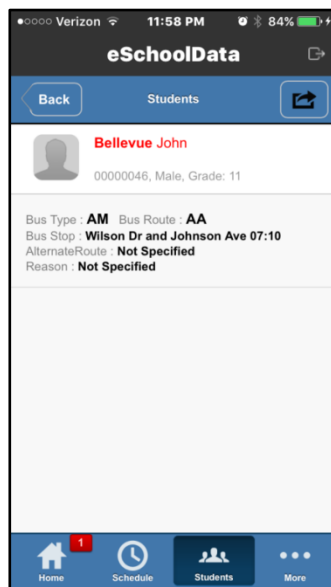 ●○○○○ Verizon 11:58 PM 84%
eSchoolData
Back Students
Bellevue John
00000046, Male, Grade: 11
Bus Type : AM Bus Route : AA
Bus Stop : Wilson Dr and Johnson Ave 07:10
AlternateRoute : Not Specified
Reason : Not Specified
1
Home Schedule Students More